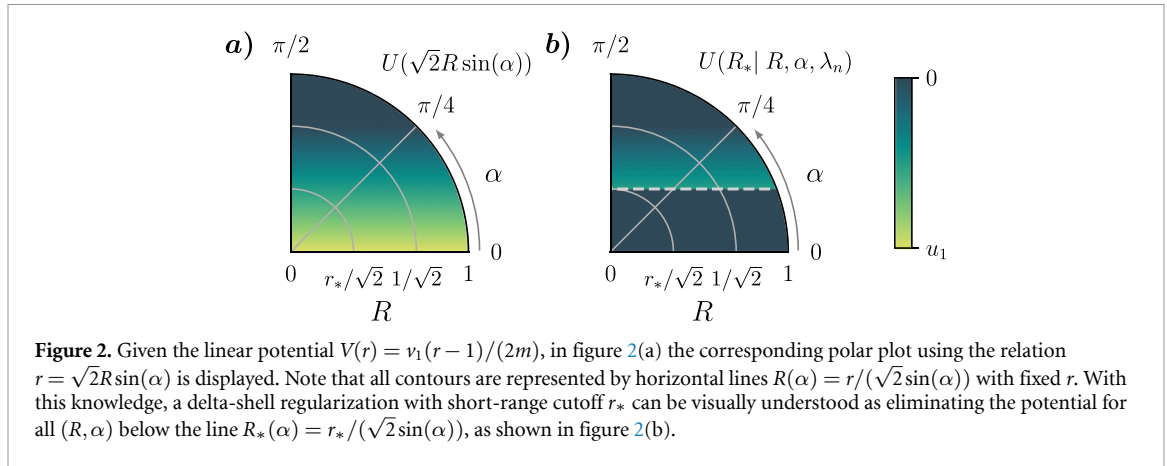 a) π/2
U(√2R sin(α))
π/4
α
0
0 r∗/√2 1/√2 1
R
b) π/2
U(R∗| R, α, λn)
π/4
α
0
0 r∗/√2 1/√2 1
R
0
u1
Figure 2. Given the linear potential V(r) = v1(r − 1)/(2m), in figure 2(a) the corresponding polar plot using the relation
r = √2R sin(α) is displayed. Note that all contours are represented by horizontal lines R(α) = r/(√2 sin(α)) with fixed r. With
this knowledge, a delta-shell regularization with short-range cutoff r∗ can be visually understood as eliminating the potential for
all (R, α) below the line R∗(α) = r∗/(√2 sin(α)), as shown in figure 2(b).